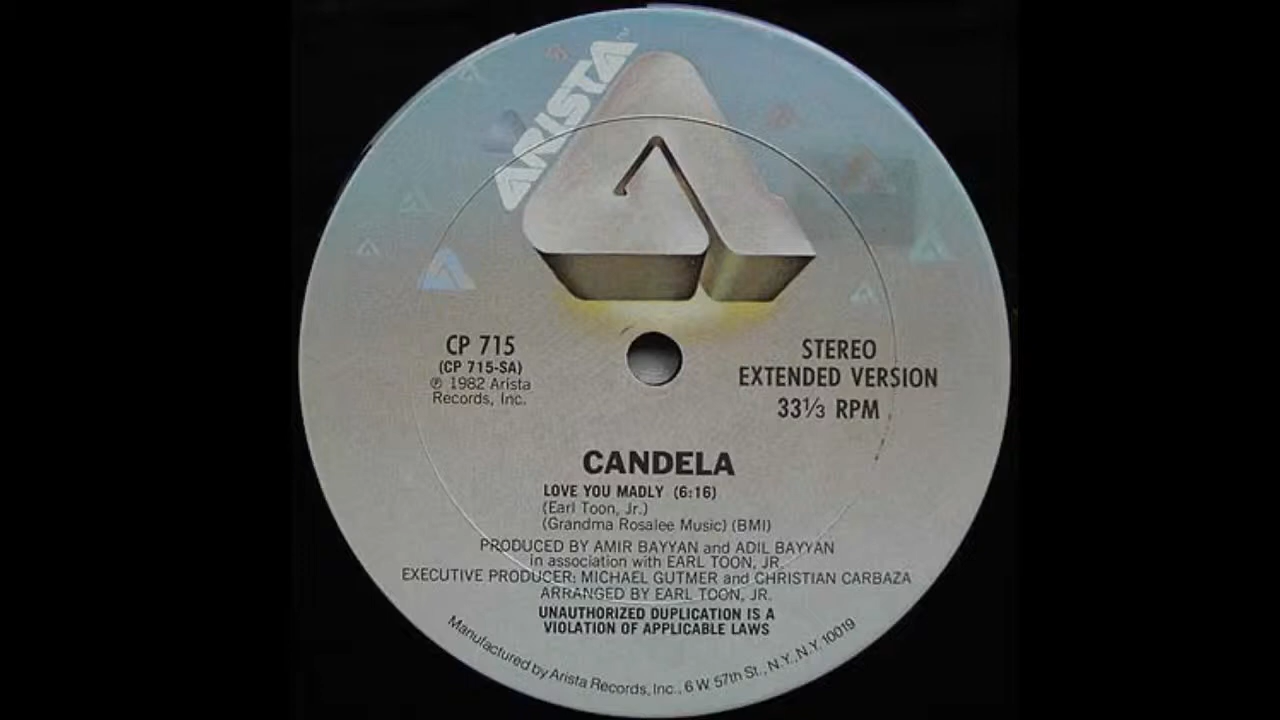 ARISTA
CP 715
(CP 715-SA)
℗ 1982 Arista
Records, Inc.
STEREO
EXTENDED VERSION
33⅓ RPM
CANDELA
LOVE YOU MADLY (6:16)
(Earl Toon, Jr.)
(Grandma Rosalee Music) (BMI)
PRODUCED BY AMIR BAYYAN and ADIL BAYYAN
in association with EARL TOON, JR.
EXECUTIVE PRODUCER: MICHAEL GUTMER and CHRISTIAN CARBAZA
ARRANGED BY EARL TOON, JR.
UNAUTHORIZED DUPLICATION IS A
VIOLATION OF APPLICABLE LAWS
Manufactured by Arista Records, Inc., 6 W. 57th St., N.Y., N.Y. 10019